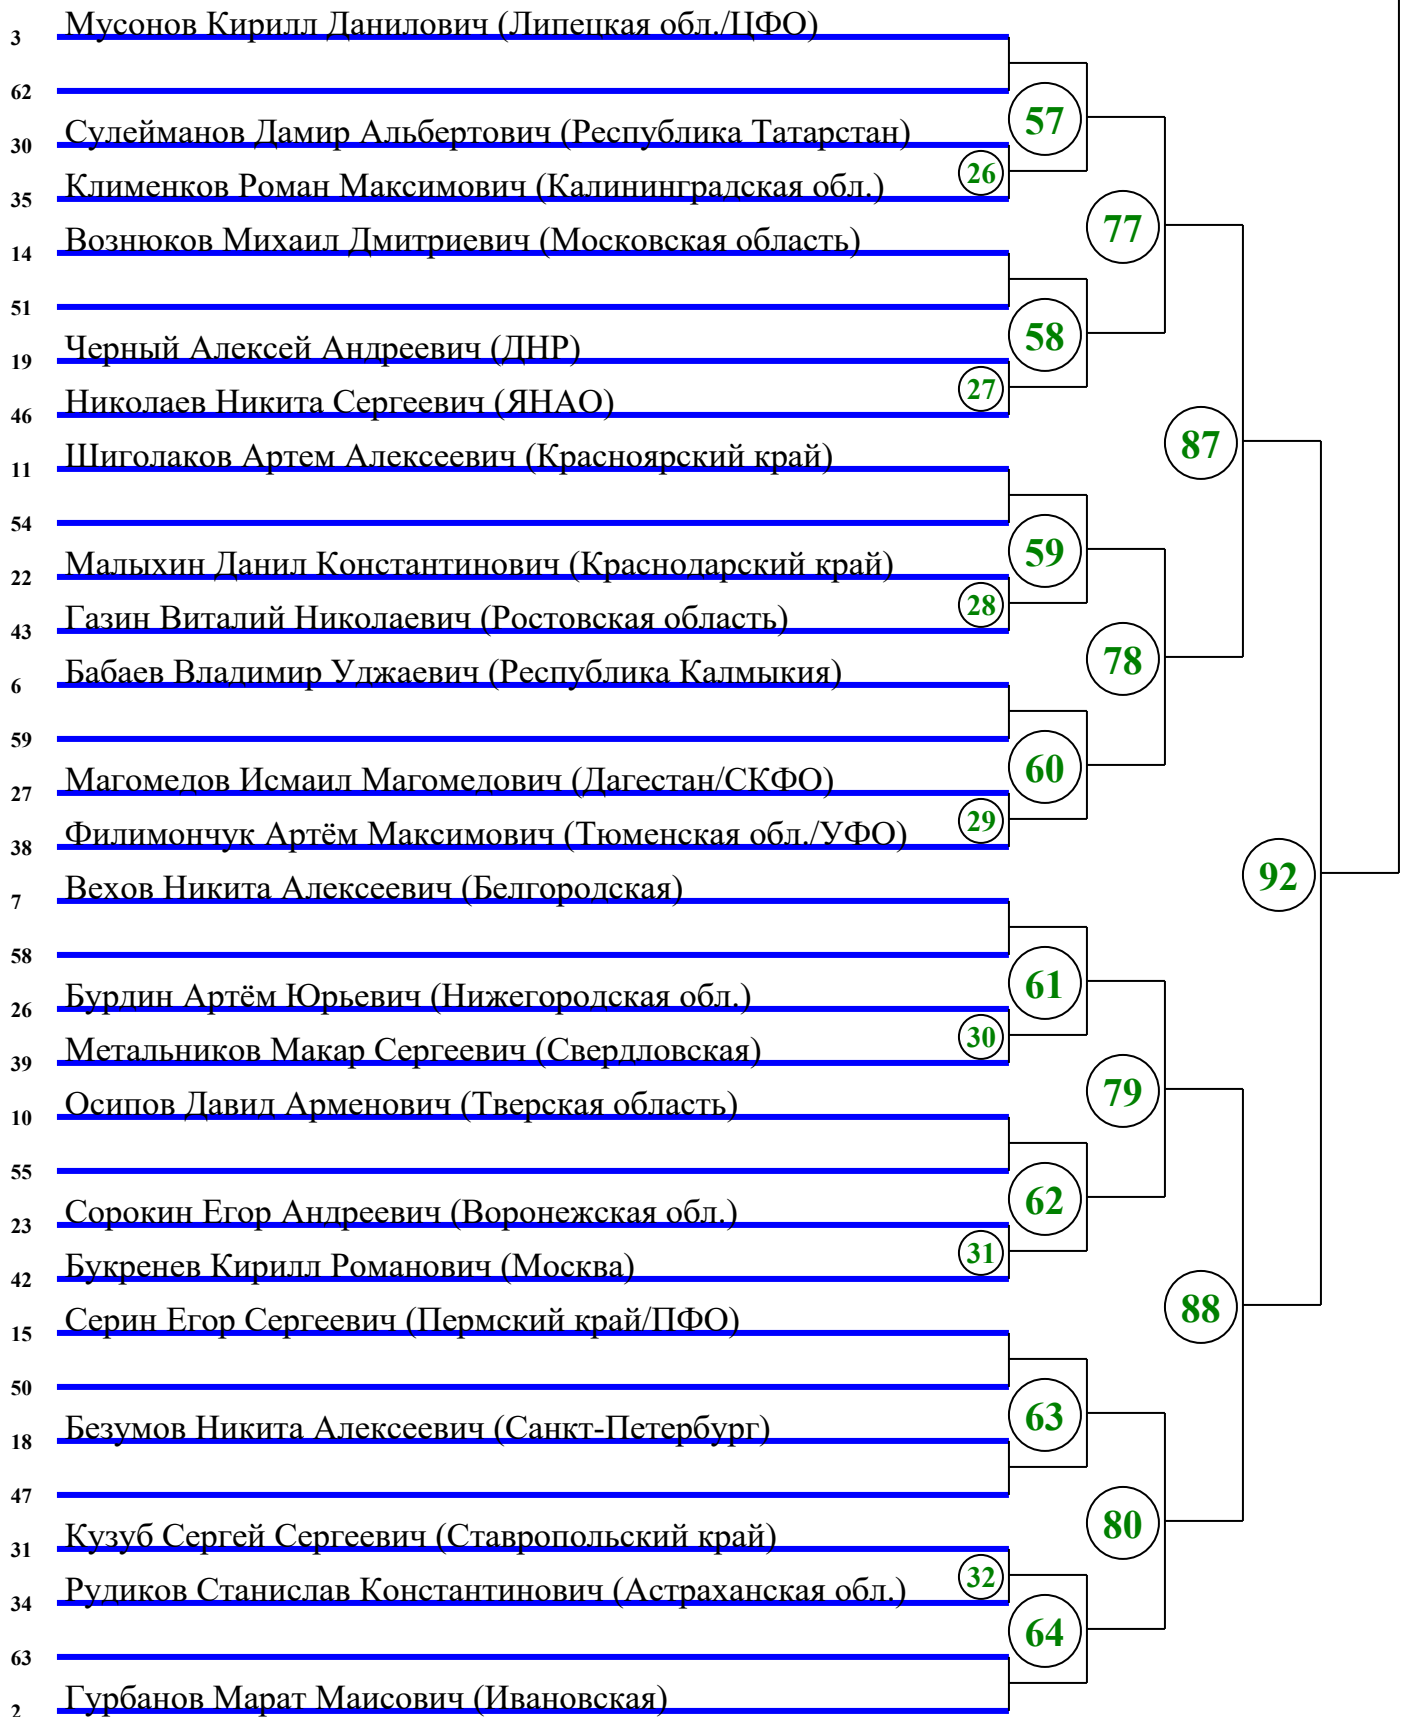 3 Мусонов Кирилл Данилович (Липецкая обл./ЦФО)
62
57
30 Сулейманов Дамир Альбертович (Республика Татарстан)
26
35 Клименков Роман Максимович (Калининградская обл.)
77
14 Вознюков Михаил Дмитриевич (Московская область)
51
58
19 Черный Алексей Андреевич (ДНР)
27
46 Николаев Никита Сергеевич (ЯНАО)
87
11 Шиголаков Артем Алексеевич (Красноярский край)
54
59
22 Малыхин Данил Константинович (Краснодарский край)
28
43 Газин Виталий Николаевич (Ростовская область)
78
6 Бабаев Владимир Уджаевич (Республика Калмыкия)
59
60
27 Магомедов Исмаил Магомедович (Дагестан/СКФО)
29
38 Филимончук Артём Максимович (Тюменская обл./УФО)
92
7 Вехов Никита Алексеевич (Белгородская)
58
61
26 Бурдин Артём Юрьевич (Нижегородская обл.)
30
39 Метальников Макар Сергеевич (Свердловская)
79
10 Осипов Давид Арменович (Тверская область)
55
62
23 Сорокин Егор Андреевич (Воронежская обл.)
31
42 Букренев Кирилл Романович (Москва)
88
15 Серин Егор Сергеевич (Пермский край/ПФО)
50
63
18 Безумов Никита Алексеевич (Санкт-Петербург)
47
80
31 Кузуб Сергей Сергеевич (Ставропольский край)
32
34 Рудиков Станислав Константинович (Астраханская обл.)
64
63
2 Гурбанов Марат Маисович (Ивановская)